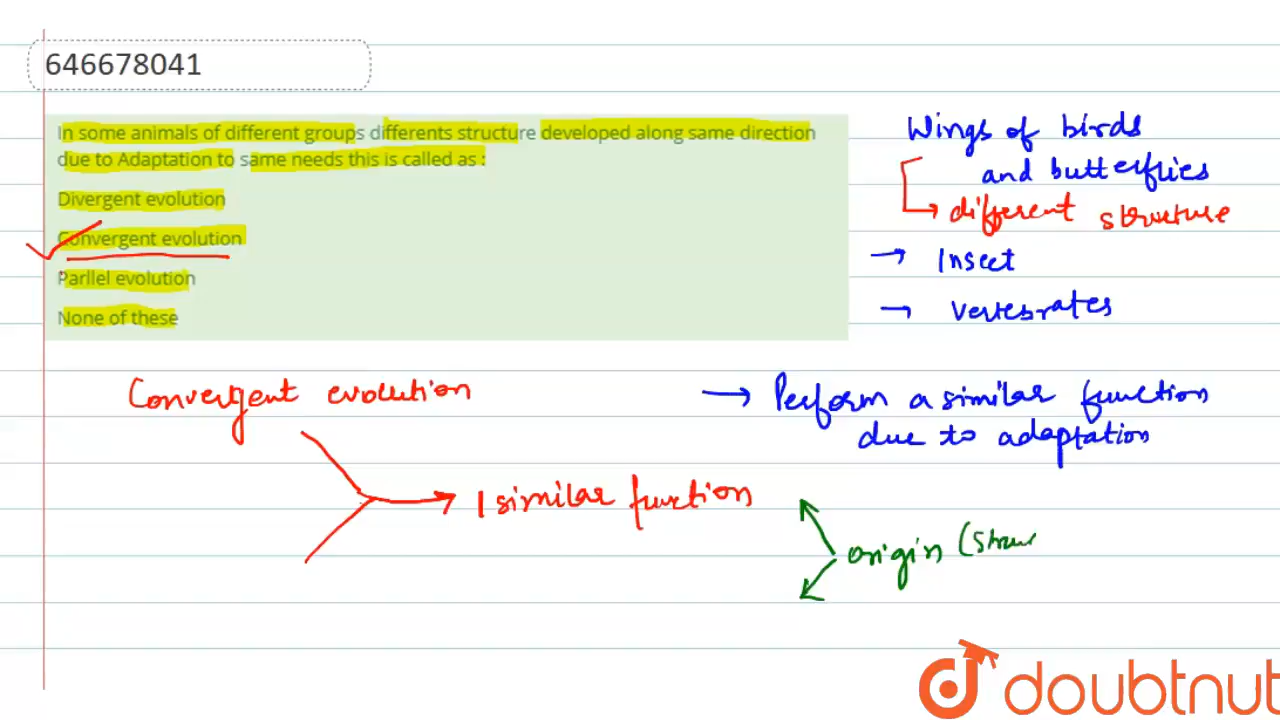 646678041
In some animals of different groups differents structure developed along same direction
due to Adaptation to same needs this is called as :
Divergent evolution
Convergent evolution
Parllel evolution
None of these
Wings of birds
and butterflies
different structure
→ Insect
→ Vertebrates
Convergent evolution
1 similar function
→ Perform a similar function
due to adaptation
origin (Struc
doubtnut